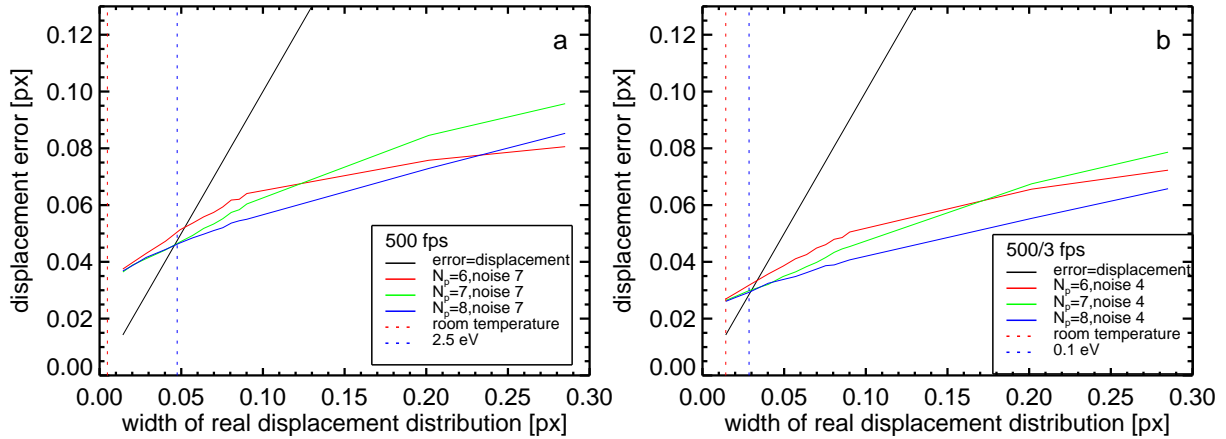 a
displacement error [px]
0.12
0.10
0.08
0.06
0.04
0.02
0.00
500 fps
error=displacement
Np=6,noise 7
Np=7,noise 7
Np=8,noise 7
room temperature
2.5 eV
0.00 0.05 0.10 0.15 0.20 0.25 0.30
width of real displacement distribution [px]
b
displacement error [px]
0.12
0.10
0.08
0.06
0.04
0.02
0.00
500/3 fps
error=displacement
Np=6,noise 4
Np=7,noise 4
Np=8,noise 4
room temperature
0.1 eV
0.00 0.05 0.10 0.15 0.20 0.25 0.30
width of real displacement distribution [px]